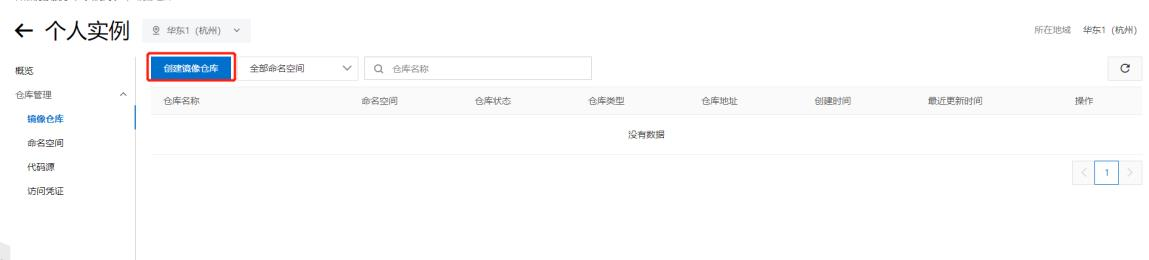 个人实例 华东1（杭州） 所在地域 华东1（杭州）
概览 创建镜像仓库 全部命名空间 仓库名称
仓库管理 仓库名称 命名空间 仓库状态 仓库类型 仓库地址 创建时间 最近更新时间 操作
镜像仓库
命名空间 没有数据
代码源 1
访问凭证